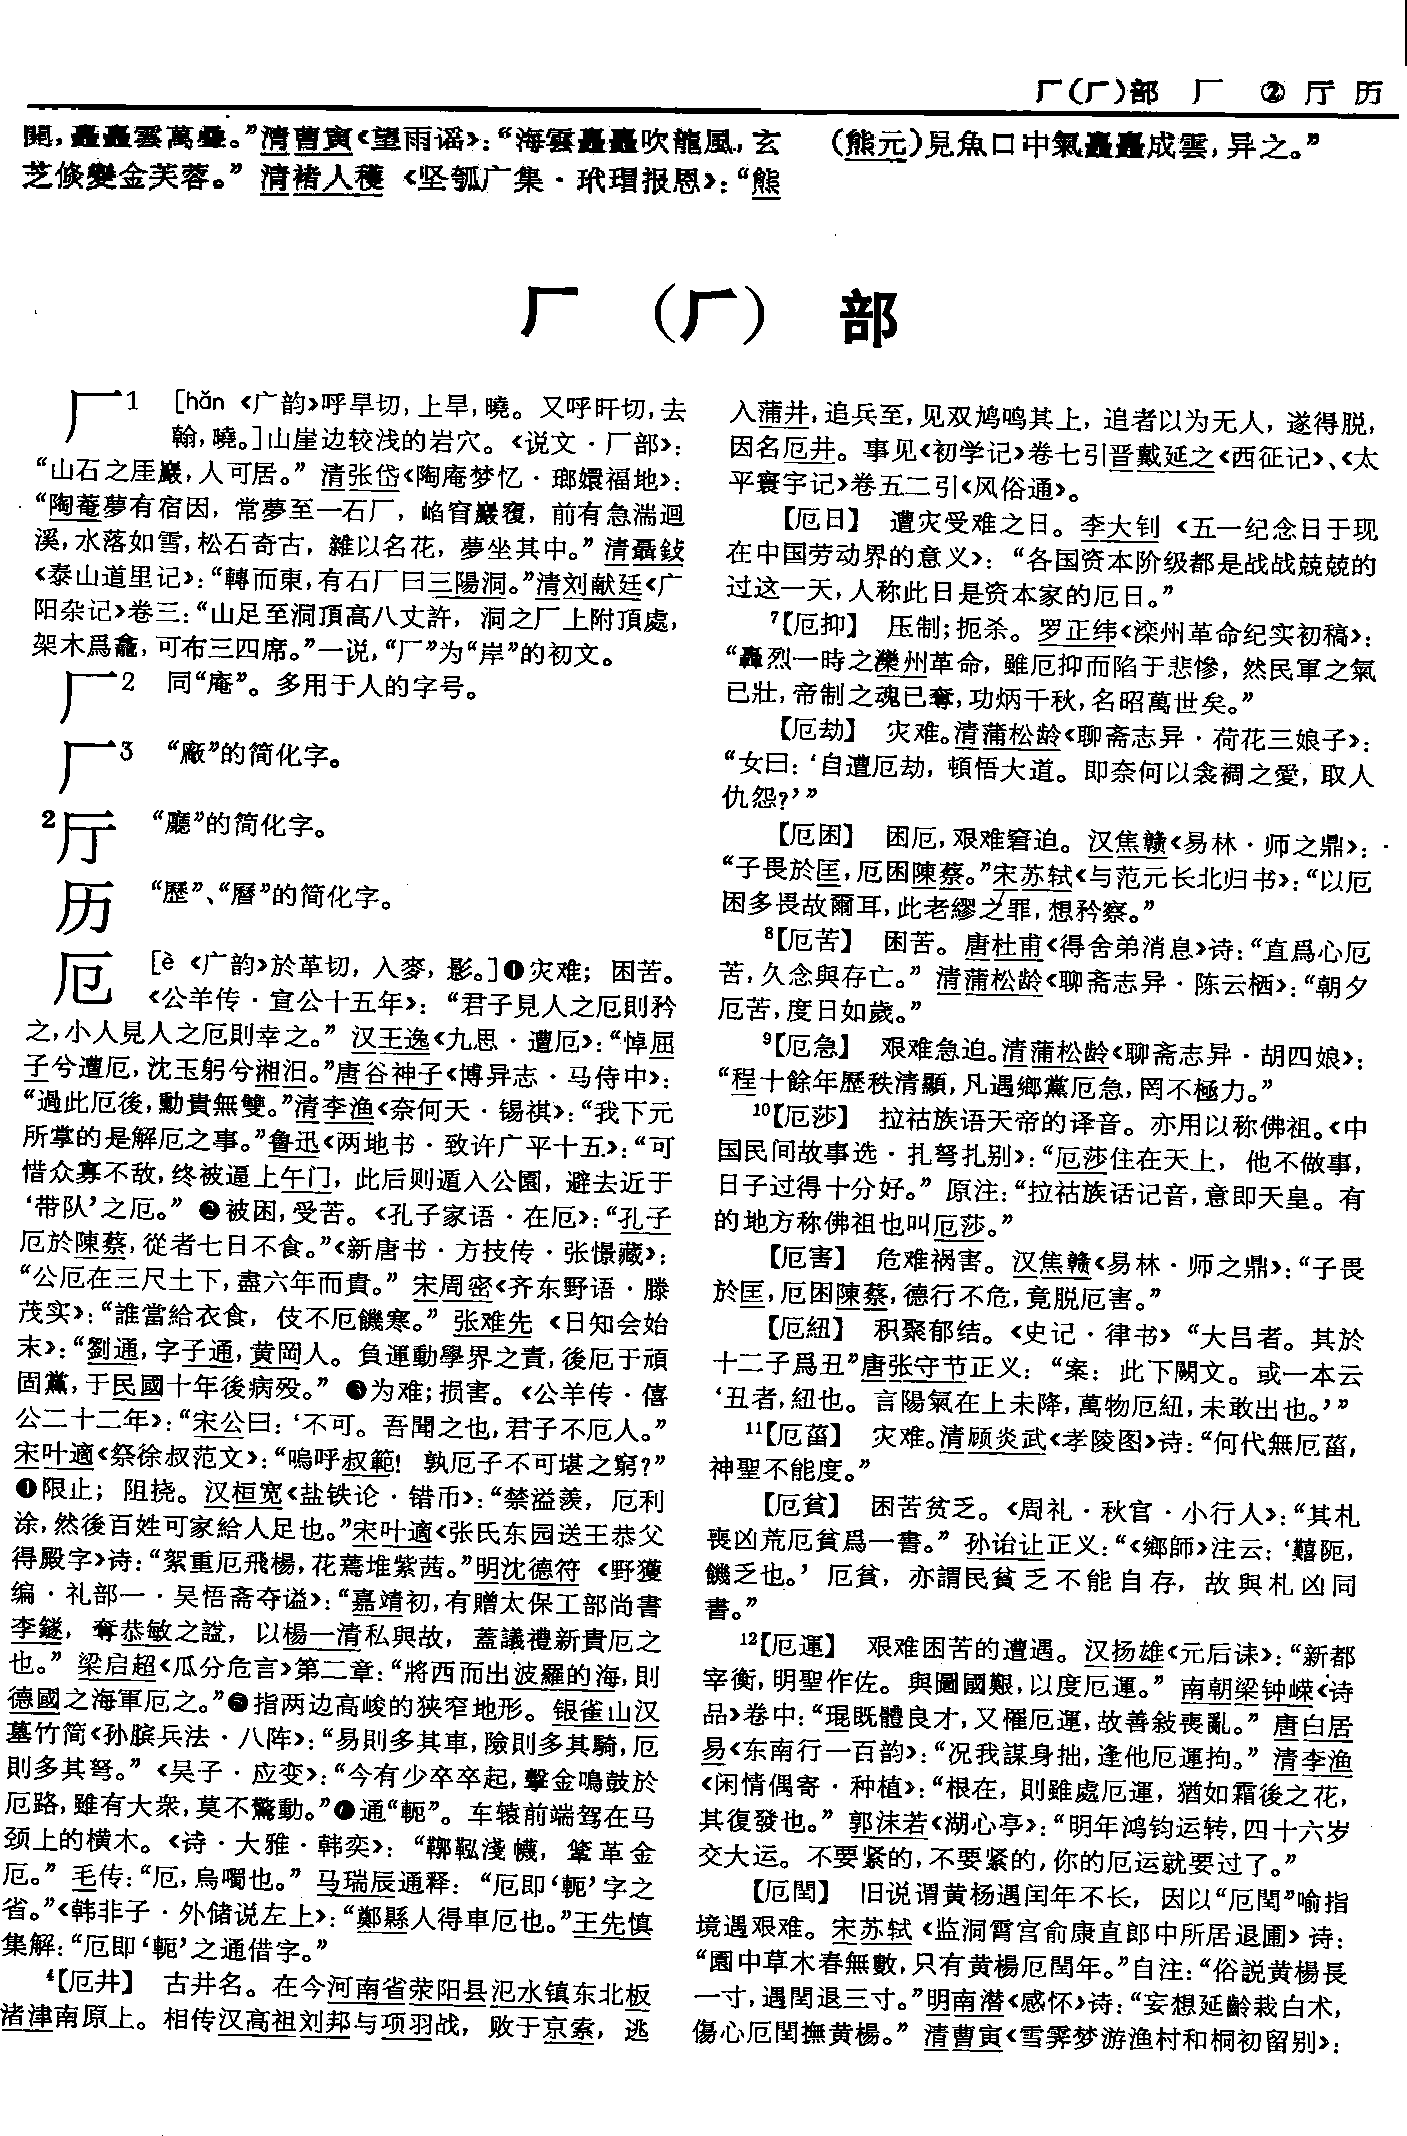 厂(⺁)部 厂 ② 厅 历
開，矗矗雲萬疊。”清曹寅《望雨谣》：“海雲矗矗吹龍風，玄
芝倏變金芙蓉。” 清褚人穫《坚瓠广集·玳瑁报恩》：“熊
(熊元)見魚口中氣矗矗成雲，异之。”
厂 (⺁) 部
厂1 [hǎn 《广韵》呼旱切，上旱，曉。又呼旰切，去
翰，曉。]山崖边较浅的岩穴。《说文·厂部》：
“山石之厓巖，人可居。” 清张岱《陶庵梦忆·瑯嬛福地》：
“陶菴夢有宿因，常夢至一石厂，㟅窅巖覆，前有急湍迴
溪，水落如雪，松石奇古，雜以名花，夢坐其中。”清聶鈫
《泰山道里记》：“轉而東，有石厂曰三陽洞。”清刘献廷《广
阳杂记》卷三：“山足至洞頂高八丈許，洞之厂上附頂處，
架木爲龕，可布三四席。”一说，“厂”为“岸”的初文。
厂2 同“庵”。多用于人的字号。
厂3 “廠”的简化字。
2厅 “廳”的简化字。
历 “歷”、“曆”的简化字。
厄 [è 《广韵》於革切，入麥，影。]❶灾难；困苦。
《公羊传·宣公十五年》：“君子見人之厄則矜
之，小人見人之厄則幸之。” 汉王逸《九思·遭厄》：“悼屈
子兮遭厄，沈玉躬兮湘汨。”唐谷神子《博异志·马侍中》：
“過此厄後，勳貴無雙。”清李渔《奈何天·锡祺》：“我下元
所掌的是解厄之事。”鲁迅《两地书·致许广平十五》：“可
惜众寡不敌，终被逼上午门，此后则遁入公園，避去近于
‘带队’之厄。” ❷被困，受苦。《孔子家语·在厄》：“孔子
厄於陳蔡，從者七日不食。”《新唐书·方技传·张憬藏》：
“公厄在三尺土下，盡六年而貴。” 宋周密《齐东野语·滕
茂实》：“誰當給衣食，伎不厄饑寒。” 张难先《日知会始
末》：“劉通，字子通，黄岡人。負運動學界之責，後厄于頑
固黨，于民國十年後病殁。” ❸为难；损害。《公羊传·僖
公二十二年》：“宋公曰：‘不可。吾聞之也，君子不厄人。”
宋叶適《祭徐叔范文》：“嗚呼叔範！孰厄子不可堪之窮？”
❹限止；阻挠。汉桓宽《盐铁论·错币》：“禁溢羨，厄利
涂，然後百姓可家給人足也。”宋叶適《张氏东园送王恭父
得殿字》诗：“絮重厄飛楊，花蔫堆紫茜。”明沈德符《野獲
编·礼部一·吴悟斋夺谥》：“嘉靖初，有贈太保工部尚書
李鐩，奪恭敏之諡，以楊一清私與故，蓋議禮新貴厄之
也。” 梁启超《瓜分危言》第二章：“將西而出波羅的海，則
德國之海軍厄之。”❺指两边高峻的狭窄地形。银雀山汉
墓竹简《孙膑兵法·八阵》：“易則多其車，險則多其騎，厄
則多其弩。”《吴子·应变》：“今有少卒卒起，擊金鳴鼓於
厄路，雖有大衆，莫不驚動。”❻通“軛”。车辕前端驾在马
颈上的横木。《诗·大雅·韩奕》：“鞹鞃淺幭，鞗革金
厄。” 毛传：“厄，烏噣也。” 马瑞辰通释：“厄即‘軛’字之
省。”《韩非子·外储说左上》：“鄭縣人得車厄也。”王先慎
集解：“厄即‘軛’之通借字。”
4【厄井】 古井名。在今河南省荥阳县氾水镇东北板
渚津南原上。相传汉高祖刘邦与项羽战，败于京索，逃
入蒲井，追兵至，见双鸠鸣其上，追者以为无人，遂得脱，
因名厄井。事见《初学记》卷七引晋戴延之《西征记》、《太
平寰宇记》卷五二引《风俗通》。
【厄日】 遭灾受难之日。李大钊《五一纪念日于现
在中国劳动界的意义》：“各国资本阶级都是战战兢兢的
过这一天，人称此日是资本家的厄日。”
7【厄抑】 压制；扼杀。罗正纬《滦州革命纪实初稿》：
“轟烈一時之灤州革命，雖厄抑而陷于悲慘，然民軍之氣
已壯，帝制之魂已奪，功炳千秋，名昭萬世矣。”
【厄劫】 灾难。清蒲松龄《聊斋志异·荷花三娘子》：
“女曰：‘自遭厄劫，頓悟大道。即奈何以衾裯之愛，取人
仇怨？’”
【厄困】 困厄，艰难窘迫。汉焦赣《易林·师之鼎》：
“子畏於匡，厄困陳蔡。”宋苏轼《与范元长北归书》：“以厄
困多畏故爾耳，此老繆之罪，想矜察。”
8【厄苦】 困苦。唐杜甫《得舍弟消息》诗：“直爲心厄
苦，久念與存亡。” 清蒲松龄《聊斋志异·陈云栖》：“朝夕
厄苦，度日如歲。”
9【厄急】 艰难急迫。清蒲松龄《聊斋志异·胡四娘》：
“程十餘年歷秩清顯，凡遇鄉黨厄急，罔不極力。”
10【厄莎】 拉祜族语天帝的译音。亦用以称佛祖。《中
国民间故事选·扎弩扎别》：“厄莎住在天上，他不做事，
日子过得十分好。” 原注：“拉祜族话记音，意即天皇。有
的地方称佛祖也叫厄莎。”
【厄害】 危难祸害。汉焦赣《易林·师之鼎》：“子畏
於匡，厄困陳蔡，德行不危，竟脱厄害。”
【厄紐】 积聚郁结。《史记·律书》“大吕者。其於
十二子爲丑”唐张守节正义：“案：此下闕文。或一本云
‘丑者，紐也。言陽氣在上未降，萬物厄紐，未敢出也。’”
11【厄菑】 灾难。清顾炎武《孝陵图》诗：“何代無厄菑，
神聖不能度。”
【厄貧】 困苦贫乏。《周礼·秋官·小行人》：“其札
喪凶荒厄貧爲一書。” 孙诒让正义：“《鄉師》注云：‘囏阨，
饑乏也。’厄貧，亦謂民貧乏不能自存，故與札凶同
書。”
12【厄運】 艰难困苦的遭遇。汉扬雄《元后诔》：“新都
宰衡，明聖作佐。與圖國艱，以度厄運。” 南朝梁钟嵘《诗
品》卷中：“琨既體良才，又罹厄運，故善敍喪亂。” 唐白居
易《东南行一百韵》：“况我謀身拙，逢他厄運拘。” 清李渔
《闲情偶寄·种植》：“根在，則雖處厄運，猶如霜後之花，
其復發也。” 郭沫若《湖心亭》：“明年鸿钧运转，四十六岁
交大运。不要紧的，不要紧的，你的厄运就要过了。”
【厄閏】 旧说谓黄杨遇闰年不长，因以“厄閏”喻指
境遇艰难。宋苏轼《监洞霄宫俞康直郎中所居退圃》诗：
“園中草木春無數，只有黄楊厄閏年。”自注：“俗説黄楊長
一寸，遇閏退三寸。”明南潜《感怀》诗：“妄想延齡栽白术，
傷心厄閏撫黄楊。” 清曹寅《雪霁梦游渔村和桐初留别》：